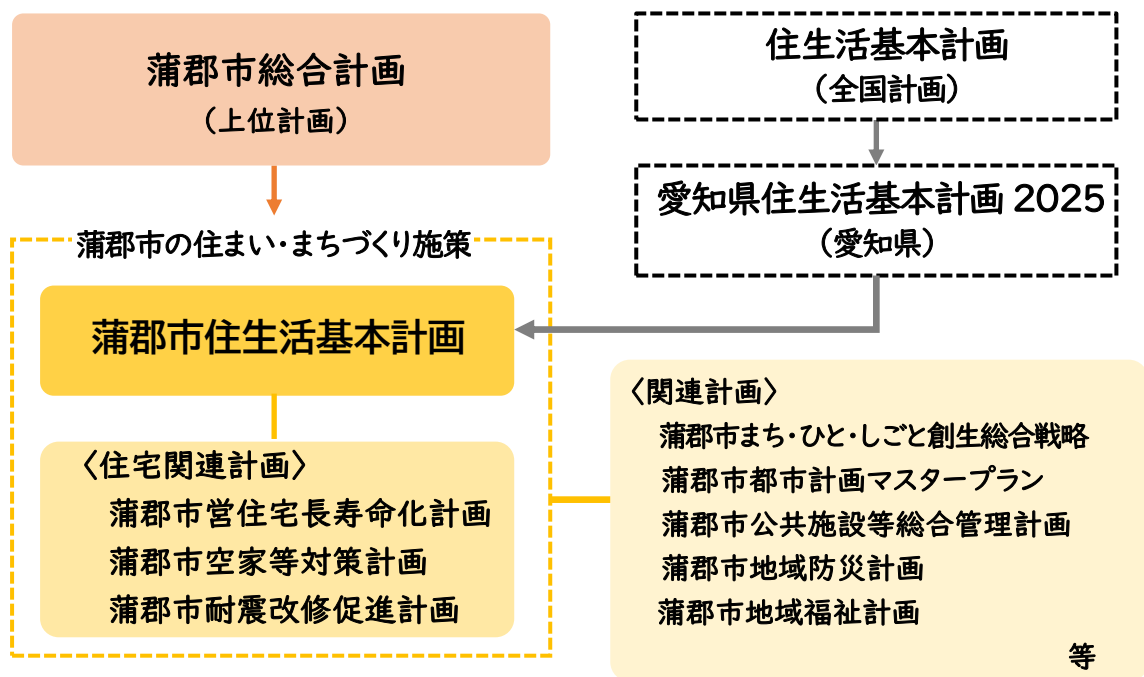 蒲郡市総合計画
（上位計画）
住生活基本計画
（全国計画）
愛知県住生活基本計画 2025
（愛知県）
蒲郡市の住まい・まちづくり施策
蒲郡市住生活基本計画
〈住宅関連計画〉
蒲郡市営住宅長寿命化計画
蒲郡市空家等対策計画
蒲郡市耐震改修促進計画
〈関連計画〉
蒲郡市まち・ひと・しごと創生総合戦略
蒲郡市都市計画マスタープラン
蒲郡市公共施設等総合管理計画
蒲郡市地域防災計画
蒲郡市地域福祉計画
等